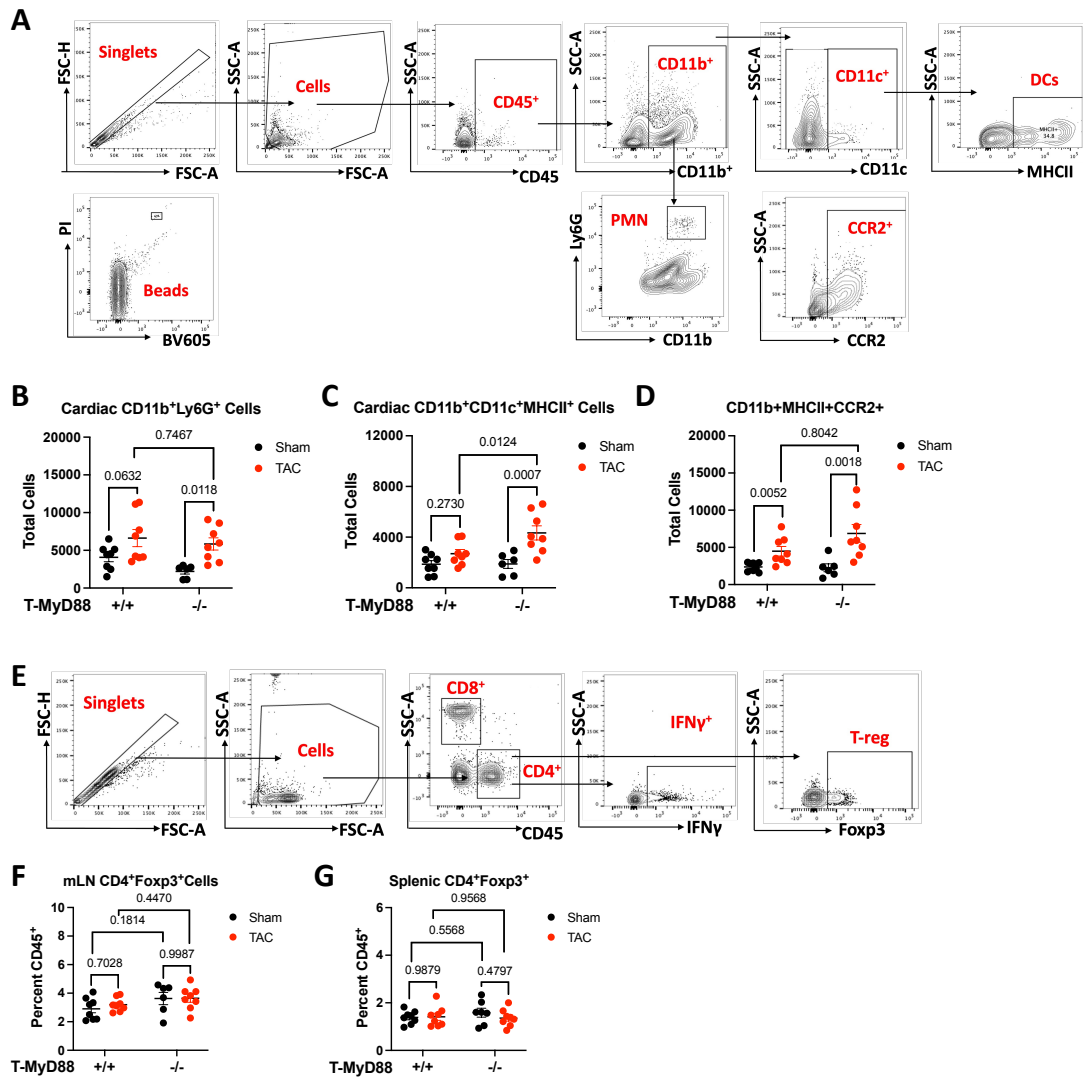 A
FSC-H
Singlets
FSC-A
SSC-A
Cells
FSC-A
SSC-A
CD45+
CD45
SCC-A
CD11b+
CD11b+
SSC-A
CD11c+
CD11c
SSC-A
DCs
MHCII+
34.8
MHCII
PI
Beads
BV605
Ly6G
PMN
CD11b
SSC-A
CCR2+
CCR2
B
Cardiac CD11b+Ly6G+ Cells
Total Cells
20000
15000
10000
5000
0
0.7467
0.0632
0.0118
Sham
TAC
T-MyD88
+/+
-/-
C
Cardiac CD11b+CD11c+MHCII+ Cells
Total Cells
12000
8000
4000
0
0.0124
0.2730
0.0007
Sham
TAC
T-MyD88
+/+
-/-
D
CD11b+MHCII+CCR2+
Total Cells
20000
15000
10000
5000
0
0.8042
0.0052
0.0018
Sham
TAC
T-MyD88
+/+
-/-
E
FSC-H
Singlets
FSC-A
SSC-A
Cells
FSC-A
SSC-A
CD8+
CD4+
CD45
SSC-A
IFNγ+
IFNγ
SSC-A
T-reg
Foxp3
F
mLN CD4+Foxp3+Cells
Percent CD45+
10
8
6
4
2
0
0.4470
0.1814
0.7028
0.9987
Sham
TAC
T-MyD88
+/+
-/-
G
Splenic CD4+Foxp3+
Percent CD45+
6
4
2
0
0.9568
0.5568
0.9879
0.4797
Sham
TAC
T-MyD88
+/+
-/-